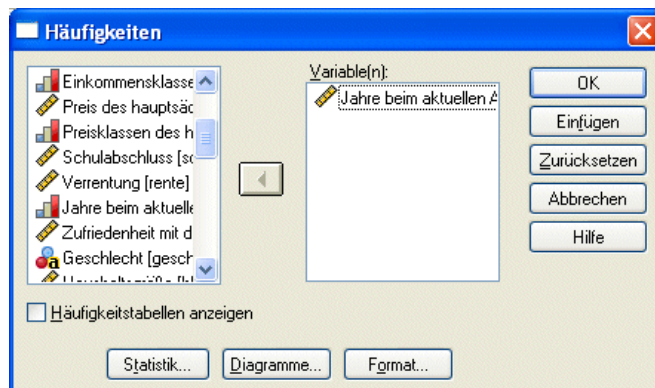 Häufigkeiten
Einkommensklasse
Preis des hauptsäc
Preisklassen des h
Schulabschluss [sc
Verrentung [rente]
Jahre beim aktuelle
Zufriedenheit mit d
Geschlecht [gesch
Variable(n):
Jahre beim aktuellen A
OK
Einfügen
Zurücksetzen
Abbrechen
Hilfe
Häufigkeitstabellen anzeigen
Statistik...
Diagramme...
Format...